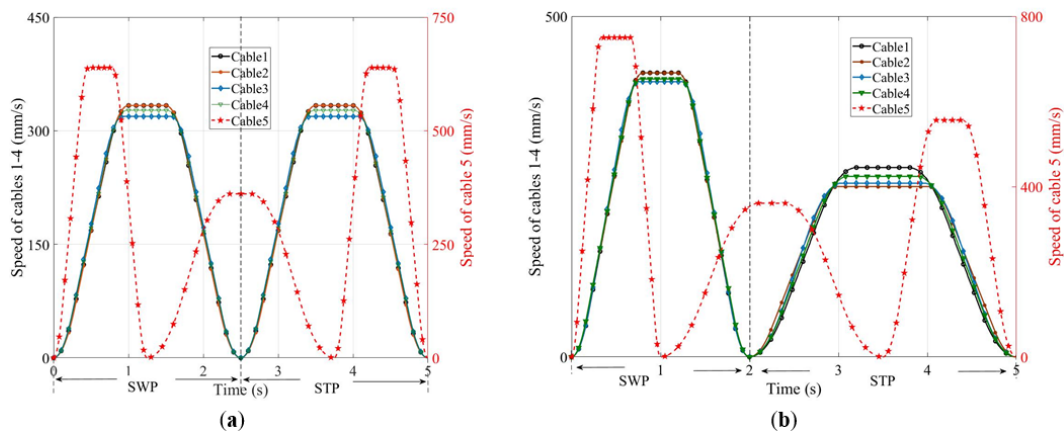 450
300
150
0
Speed of cables 1-4 (mm/s)
Cable1
Cable2
Cable3
Cable4
Cable5
750
500
250
0
Speed of cable 5 (mm/s)
0 1 2 3 4 5
SWP Time (s) STP
(a)
500
0
Speed of cables 1-4 (mm/s)
Cable1
Cable2
Cable3
Cable4
Cable5
800
400
0
Speed of cable 5 (mm/s)
0 1 2 3 4 5
SWP Time (s) STP
(b)